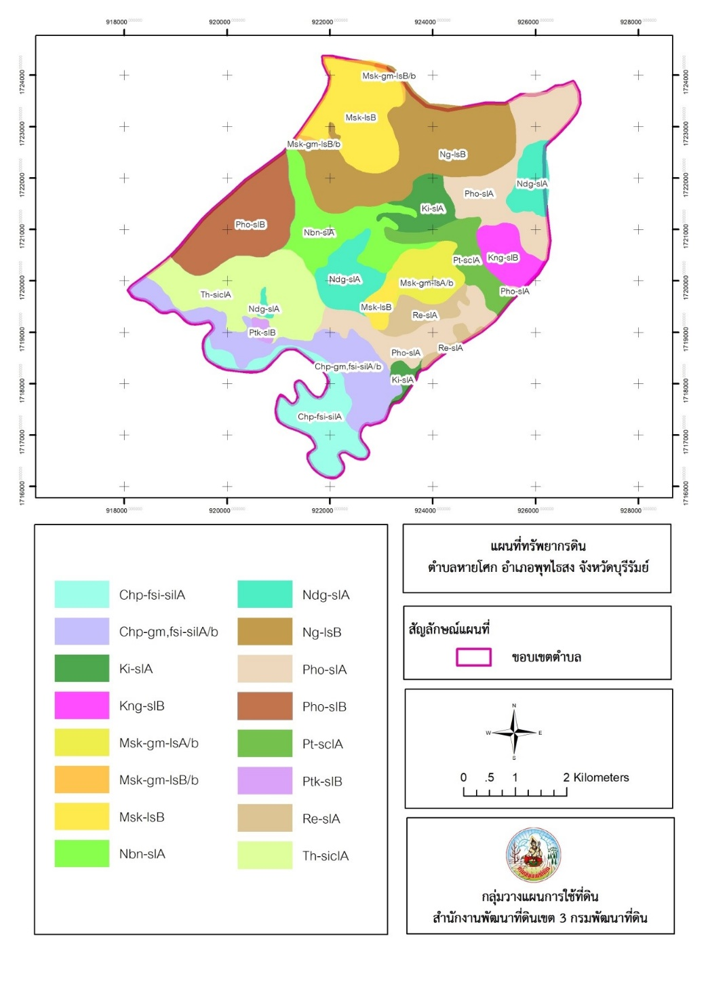 918000 920000 922000 924000 926000 928000
1724000
1723000
1722000
1721000
1720000
1719000
1718000
1717000
1716000
1724000
1723000
1722000
1721000
1720000
1719000
1718000
1717000
1716000
Msk-gm-lsB/b
Msk-lsB
Msk-gm-lsB/b
Ng-lsB
Ndg-slA
Pho-slA
Ki-slA
Pho-slB
Nbn-slA
Kng-slB
Pt-sclA
Ndg-slA
Msk-gm-lsA/b
Pho-slA
Th-siclA
Msk-lsB
Ndg-slA
Re-slA
Ptk-slB
Re-slA
Pho-slA
Chp-gm,fsi-silA/b
Ki-slA
Chp-fsi-silA
918000 920000 922000 924000 926000 928000
Chp-fsi-silA
Chp-gm,fsi-silA/b
Ki-slA
Kng-slB
Msk-gm-lsA/b
Msk-gm-lsB/b
Msk-lsB
Nbn-slA
Ndg-slA
Ng-lsB
Pho-slA
Pho-slB
Pt-sclA
Ptk-slB
Re-slA
Th-siclA
แผนที่ทรัพยากรดิน
ตำบลหายโศก อำเภอพุทไธสง จังหวัดบุรีรัมย์
สัญลักษณ์แผนที่
ขอบเขตตำบล
N
W E
S
0 .5 1 2 Kilometers
กลุ่มวางแผนการใช้ที่ดิน
สำนักงานพัฒนาที่ดินเขต 3 กรมพัฒนาที่ดิน